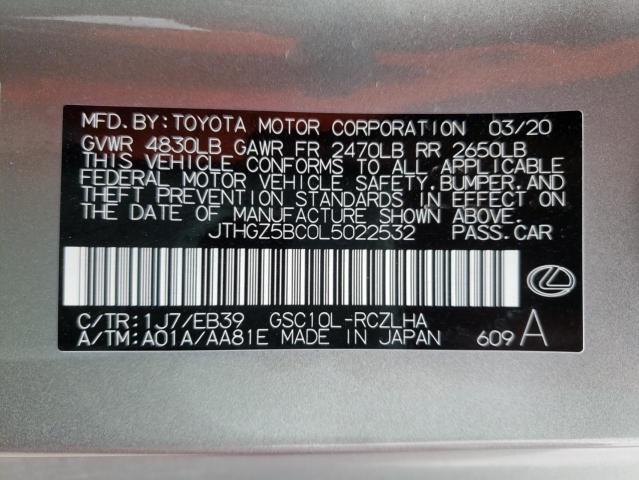 MFD.BY:TOYOTA MOTOR CORPORATION 03/20
GVWR 4830LB GAWR FR 2470LB RR 2650LB
THIS VEHICLE CONFORMS TO ALL APPLICABLE
FEDERAL MOTOR VEHICLE SAFETY,BUMPER,AND
THEFT PREVENTION STANDARDS IN EFFECT ON
THE DATE OF MANUFACTURE SHOWN ABOVE.
JTHGZ5BC0L5022532 PASS.CAR
C/TR:1J7/EB39 GSC10L-RCZLHA
A/TM:A01A/AA81E MADE IN JAPAN 609 A